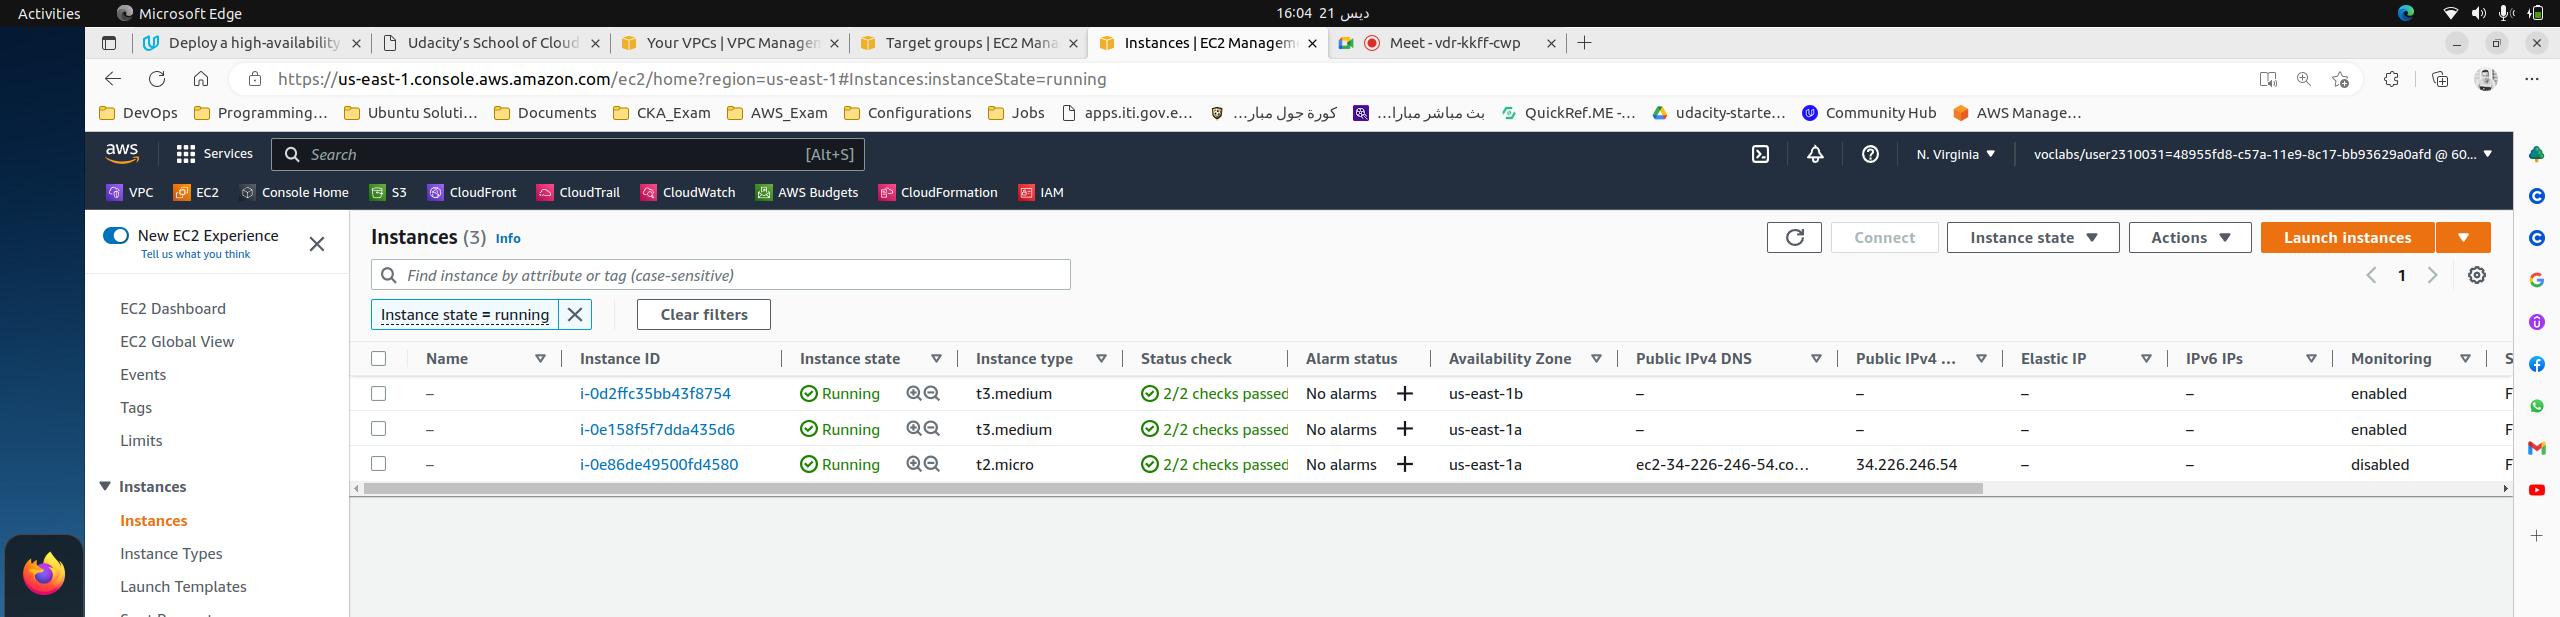 Activities Microsoft Edge 16:04 21 ديس
Deploy a high-availability Udacity's School of Cloud Your VPCs | VPC Managen Target groups | EC2 Mana Instances | EC2 Manageme Meet - vdr-kkff-cwp
https://us-east-1.console.aws.amazon.com/ec2/home?region=us-east-1#Instances:instanceState=running
DevOps Programming... Ubuntu Soluti... Documents CKA_Exam AWS_Exam Configurations Jobs apps.iti.gov.e... كورة جول مبار... بث مباشر مبارا... QuickRef.ME -... udacity-starte... Community Hub AWS Manage...
aws Services Search [Alt+S] N. Virginia voclabs/user2310031=48955fd8-c57a-11e9-8c17-bb93629a0afd @ 60...
VPC EC2 Console Home S3 CloudFront CloudTrail CloudWatch AWS Budgets CloudFormation IAM
New EC2 Experience
Tell us what you think
EC2 Dashboard
EC2 Global View
Events
Tags
Limits
Instances
Instances
Instance Types
Launch Templates
Instances (3) Info Connect Instance state Actions Launch instances
Find instance by attribute or tag (case-sensitive) 1
Instance state = running Clear filters
Name Instance ID Instance state Instance type Status check Alarm status Availability Zone Public IPv4 DNS Public IPv4 ... Elastic IP IPv6 IPs Monitoring S
– i-0d2ffc35bb43f8754 Running t3.medium 2/2 checks passed No alarms us-east-1b – – – – enabled F
– i-0e158f5f7dda435d6 Running t3.medium 2/2 checks passed No alarms us-east-1a – – – – enabled F
– i-0e86de49500fd4580 Running t2.micro 2/2 checks passed No alarms us-east-1a ec2-34-226-246-54.co... 34.226.246.54 – – disabled F